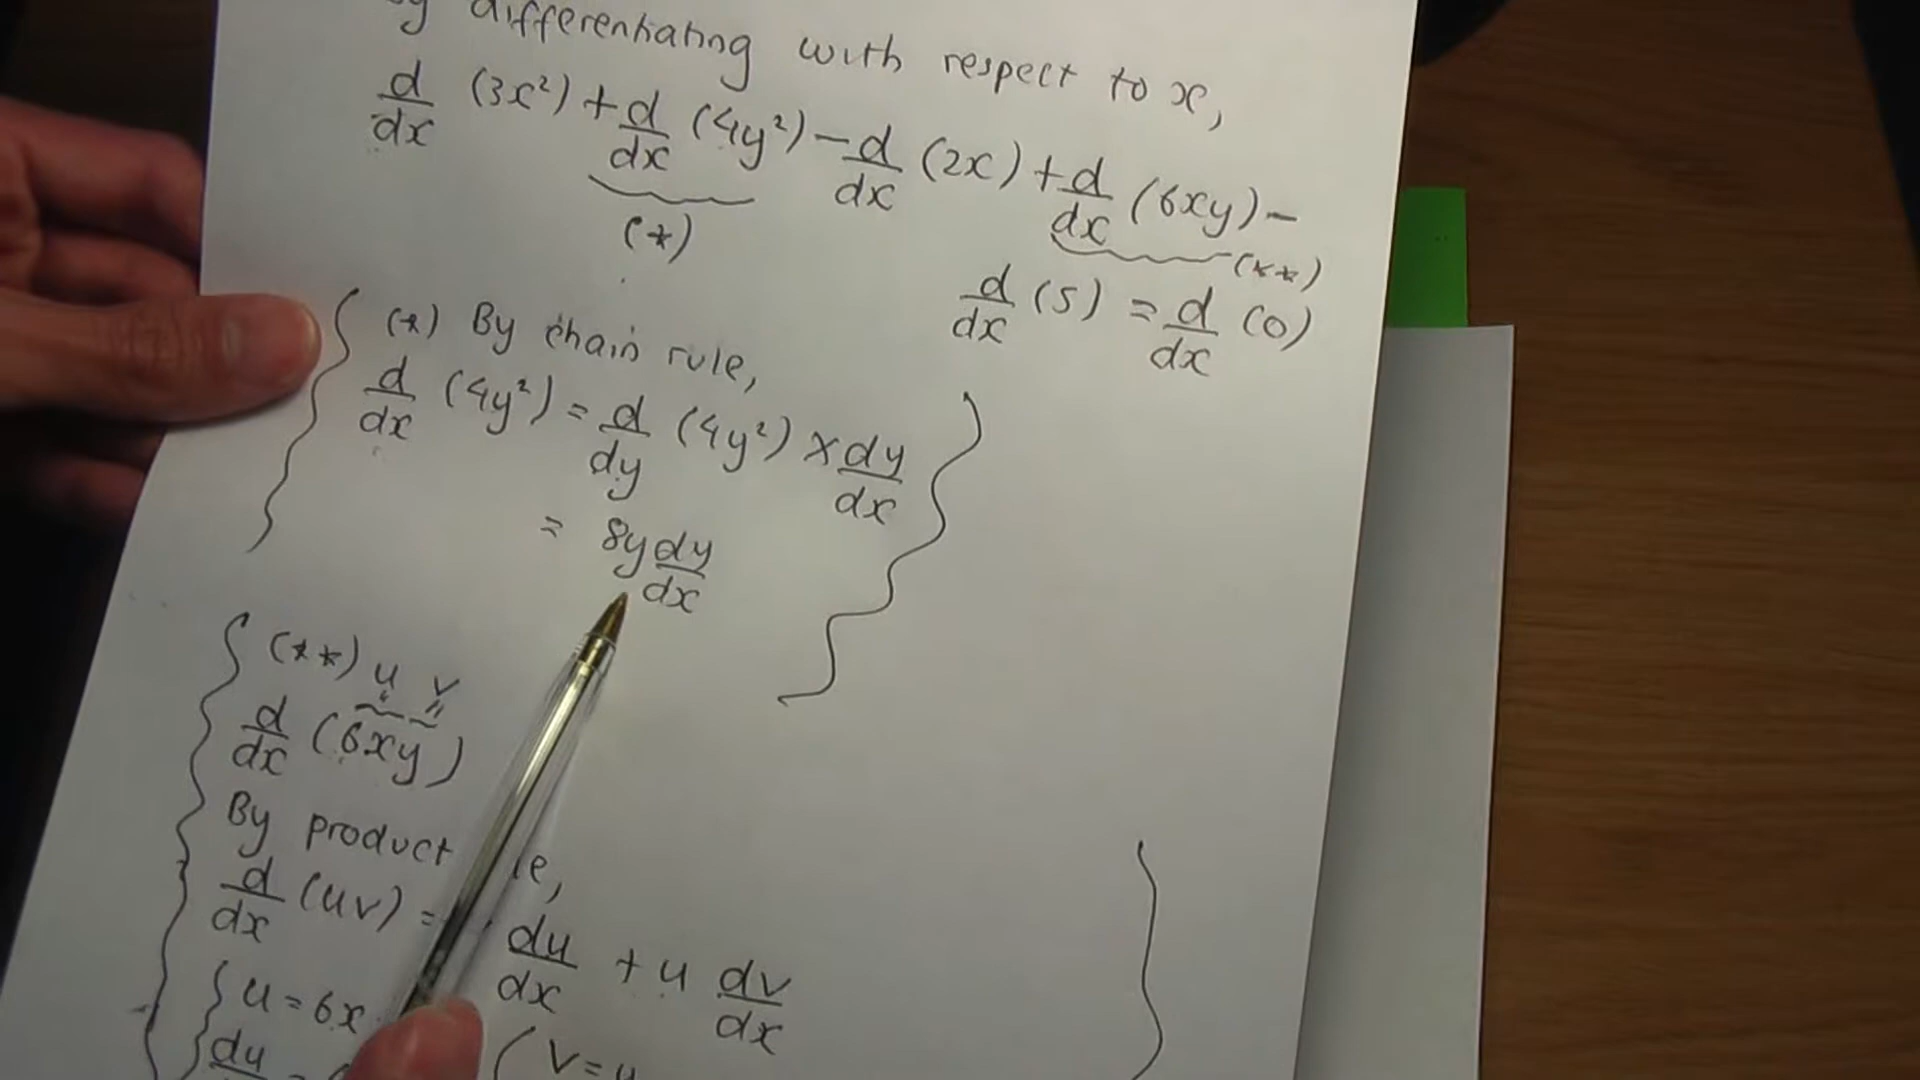 differentiating with respect to x,
d/dx (3x²) + d/dx (4y²) − d/dx (2x) + d/dx (6xy) −
(*)
(**)
d/dx (5) = d/dx (0)
(*) By chain rule,
d/dx (4y²) = d/dy (4y²) × dy/dx
= 8y dy/dx
(**) u v
d/dx (6xy)
By product
d/dx (uv) = du/dx + u dv/dx
u = 6x
v =
du